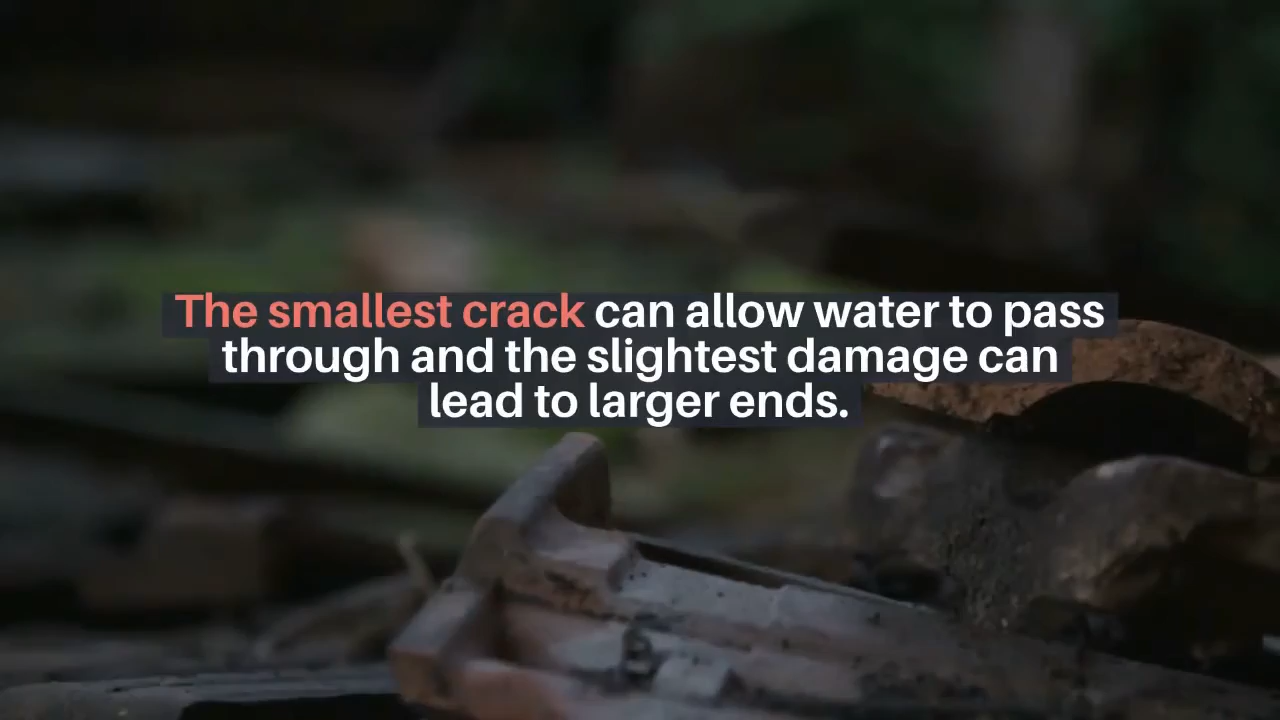 The smallest crack can allow water to pass
through and the slightest damage can
lead to larger ends.